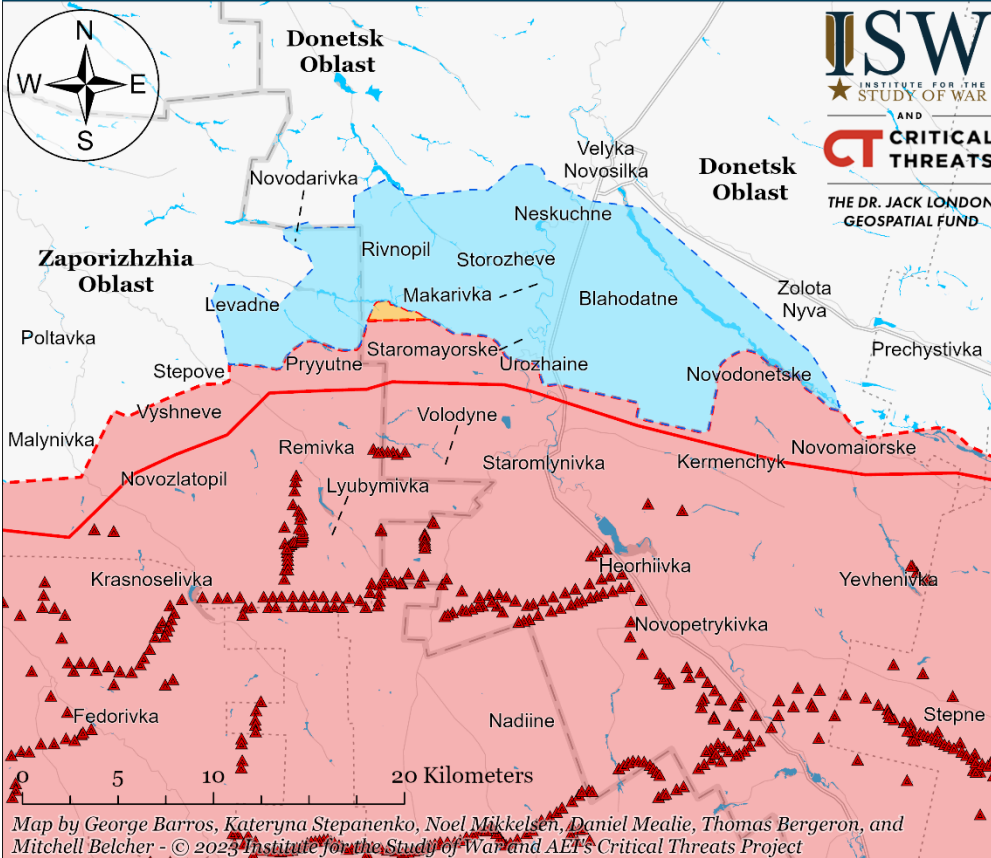 N
W
E
S
Donetsk
Oblast
ISW
INSTITUTE FOR THE
STUDY OF WAR
AND
CT CRITICAL
THREATS
THE DR. JACK LONDON
GEOSPATIAL FUND
Velyka
Novosilka
Donetsk
Oblast
Novodarivka
Neskuchne
Rivnopil
Storozheve
Zaporizhzhia
Oblast
Levadne
Makarivka
Blahodatne
Zolota
Nyva
Poltavka
Staromayorske
Urozhaine
Prechystivka
Stepove
Pryyutne
Novodonetske
Vyshneve
Volodyne
Malynivka
Remivka
Novomaiorske
Staromlynivka
Kermenchyk
Novozlatopil
Lyubymivka
Krasnoselivka
Heorhiivka
Yevhenivka
Novopetrykivka
Fedorivka
Nadiine
Stepne
0 5 10 20 Kilometers
Map by George Barros, Kateryna Stepanenko, Noel Mikkelsen, Daniel Mealie, Thomas Bergeron, and
Mitchell Belcher - © 2023 Institute for the Study of War and AEI's Critical Threats Project